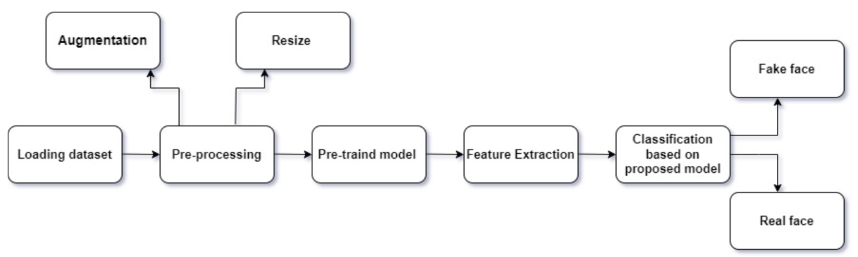 Augmentation
Resize
Fake face
Loading dataset
Pre-processing
Pre-traind model
Feature Extraction
Classification
based on
proposed model
Real face